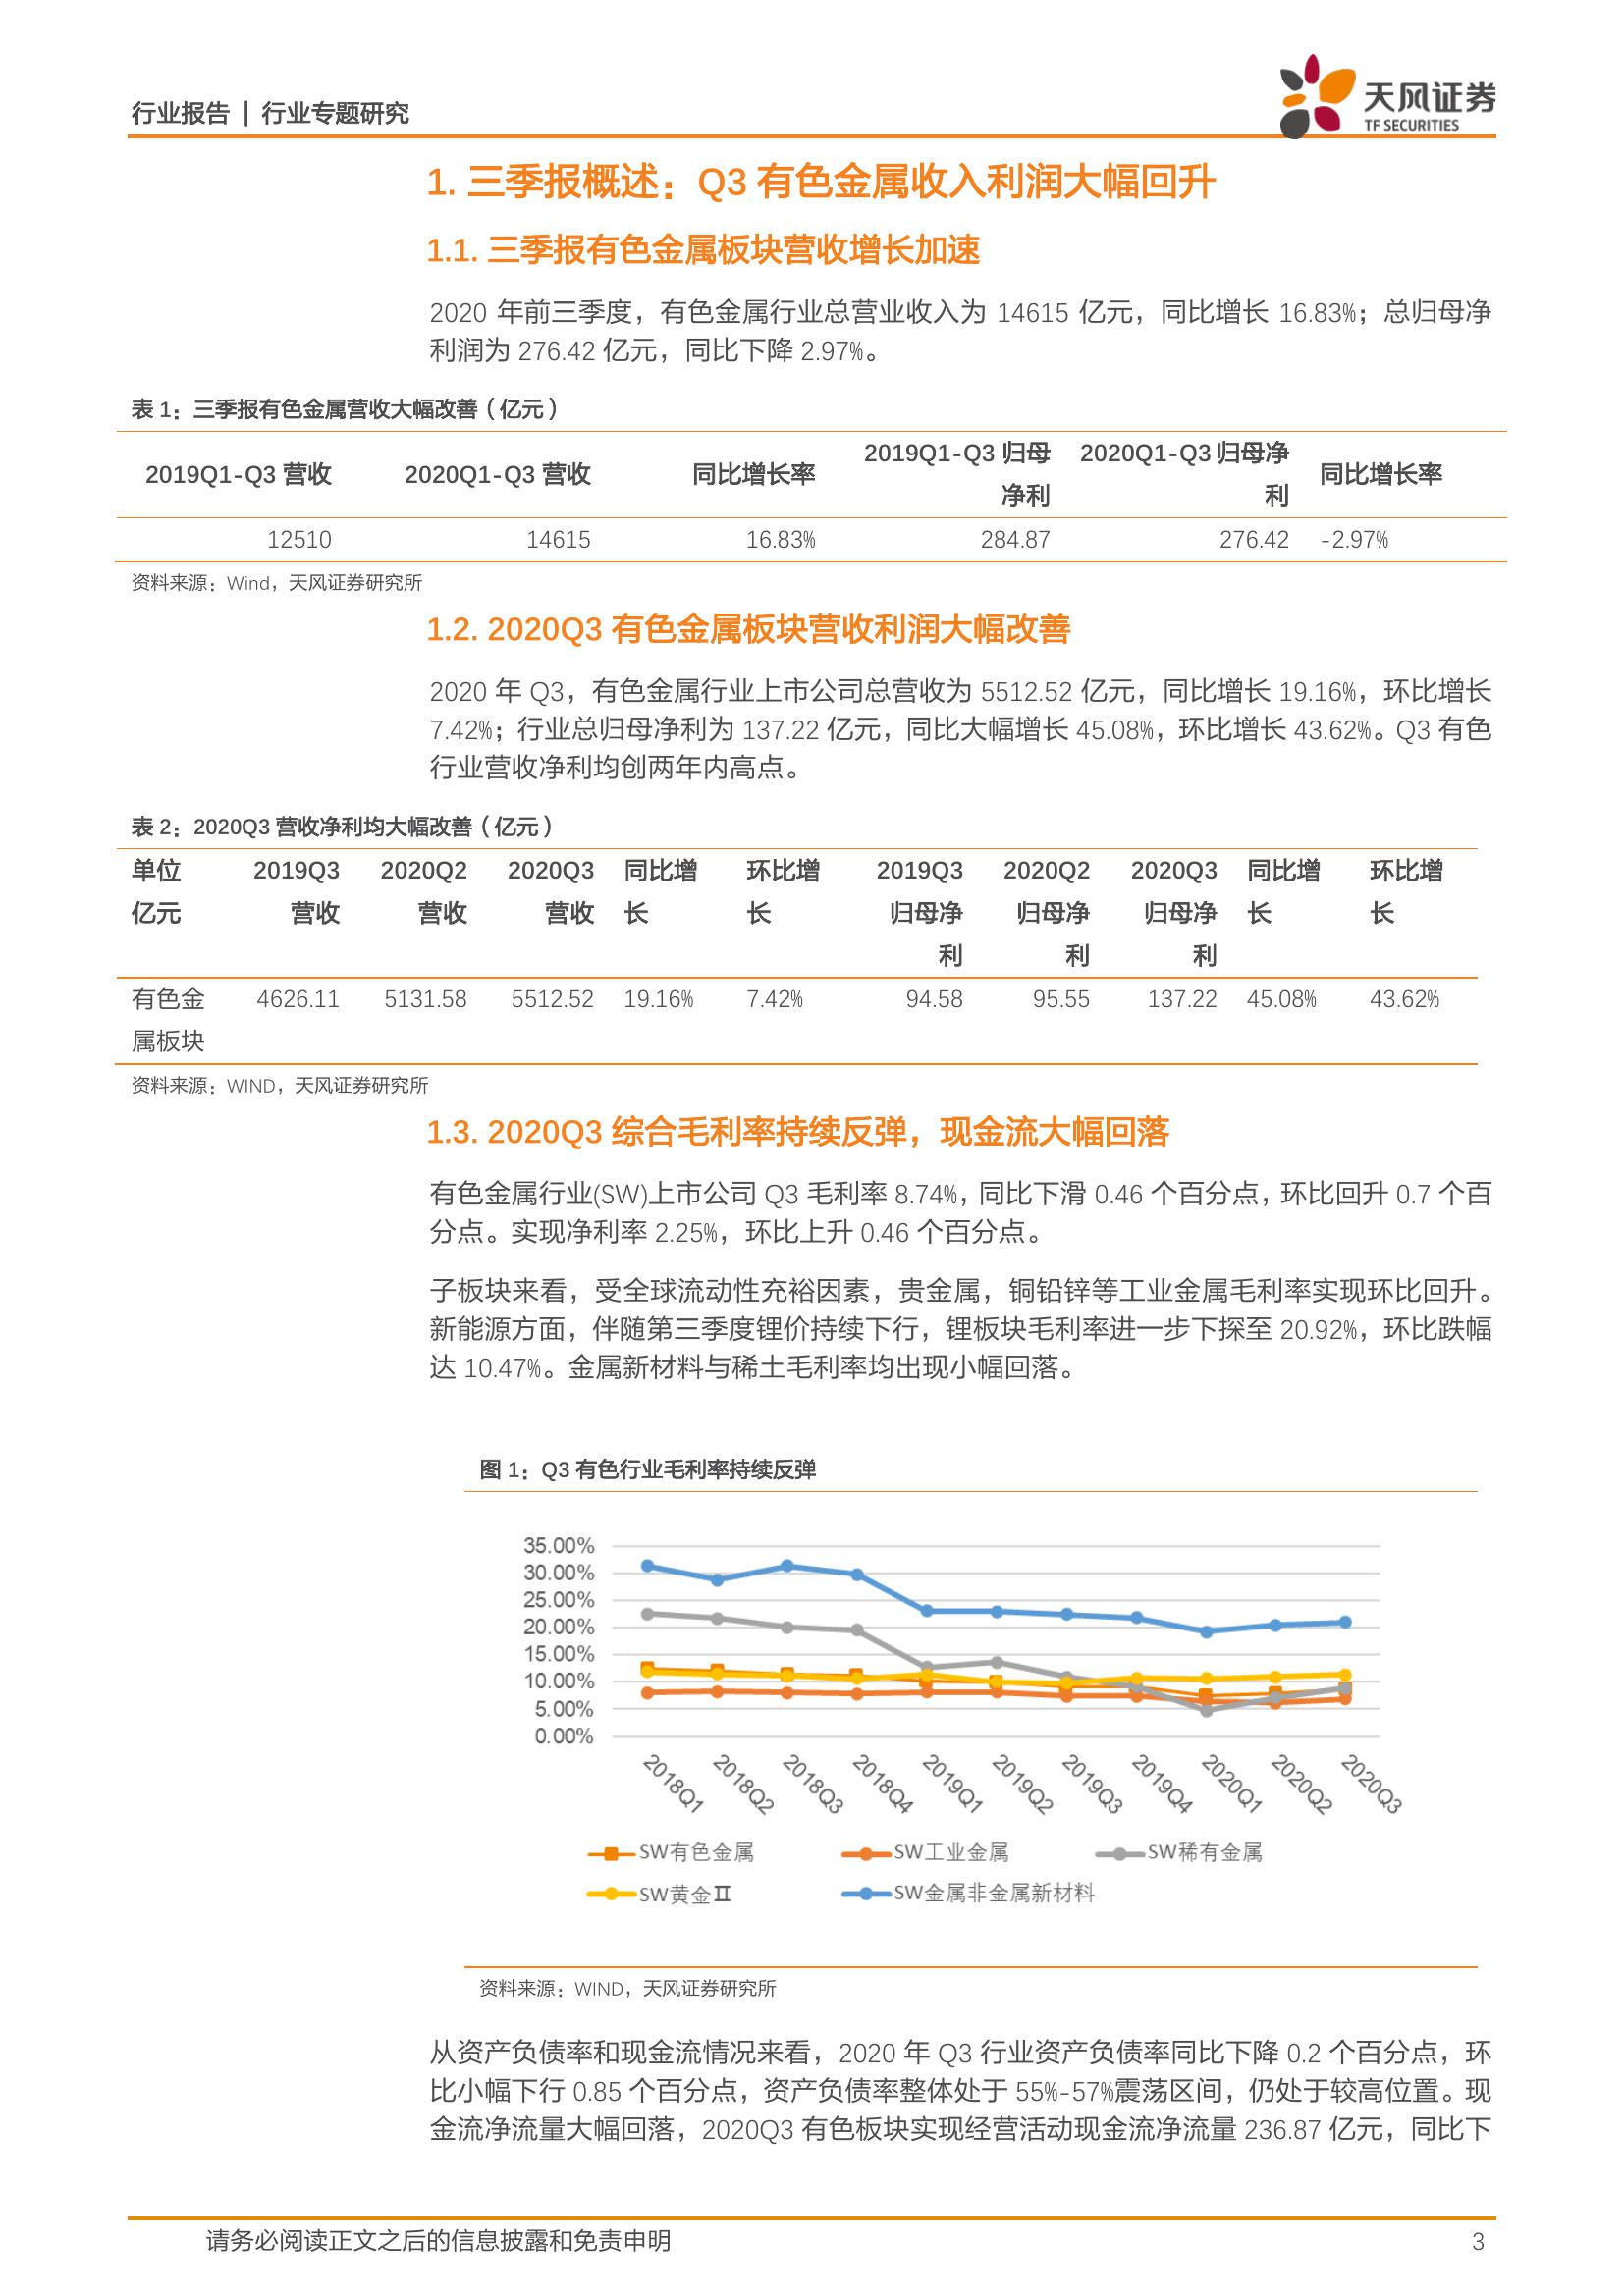 行业报告 | 行业专题研究
天风证券
TF SECURITIES
1. 三季报概述：Q3 有色金属收入利润大幅回升
1.1. 三季报有色金属板块营收增长加速
2020 年前三季度，有色金属行业总营业收入为 14615 亿元，同比增长 16.83%；总归母净
利润为 276.42 亿元，同比下降 2.97%。
表 1：三季报有色金属营收大幅改善（亿元）
2019Q1-Q3 营收 2020Q1-Q3 营收 同比增长率 2019Q1-Q3 归母 2020Q1-Q3 归母净 同比增长率
净利 利
12510 14615 16.83% 284.87 276.42 -2.97%
资料来源：Wind，天风证券研究所
1.2. 2020Q3 有色金属板块营收利润大幅改善
2020 年 Q3，有色金属行业上市公司总营收为 5512.52 亿元，同比增长 19.16%，环比增长
7.42%；行业总归母净利为 137.22 亿元，同比大幅增长 45.08%，环比增长 43.62%。Q3 有色
行业营收净利均创两年内高点。
表 2：2020Q3 营收净利均大幅改善（亿元）
单位 2019Q3 2020Q2 2020Q3 同比增 环比增 2019Q3 2020Q2 2020Q3 同比增 环比增
亿元 营收 营收 营收 长 长 归母净 归母净 归母净 长 长
利 利 利
有色金 4626.11 5131.58 5512.52 19.16% 7.42% 94.58 95.55 137.22 45.08% 43.62%
属板块
资料来源：WIND，天风证券研究所
1.3. 2020Q3 综合毛利率持续反弹，现金流大幅回落
有色金属行业(SW)上市公司 Q3 毛利率 8.74%，同比下滑 0.46 个百分点，环比回升 0.7 个百
分点。实现净利率 2.25%，环比上升 0.46 个百分点。
子板块来看，受全球流动性充裕因素，贵金属，铜铅锌等工业金属毛利率实现环比回升。
新能源方面，伴随第三季度锂价持续下行，锂板块毛利率进一步下探至 20.92%，环比跌幅
达 10.47%。金属新材料与稀土毛利率均出现小幅回落。
图 1：Q3 有色行业毛利率持续反弹
35.00%
30.00%
25.00%
20.00%
15.00%
10.00%
5.00%
0.00%
2018Q1 2018Q2 2018Q3 2018Q4 2019Q1 2019Q2 2019Q3 2019Q4 2020Q1 2020Q2 2020Q3
SW有色金属 SW工业金属 SW稀有金属
SW黄金Ⅱ SW金属非金属新材料
资料来源：WIND，天风证券研究所
从资产负债率和现金流情况来看，2020 年 Q3 行业资产负债率同比下降 0.2 个百分点，环
比小幅下行 0.85 个百分点，资产负债率整体处于 55%-57%震荡区间，仍处于较高位置。现
金流净流量大幅回落，2020Q3 有色板块实现经营活动现金流净流量 236.87 亿元，同比下
请务必阅读正文之后的信息披露和免责申明 3